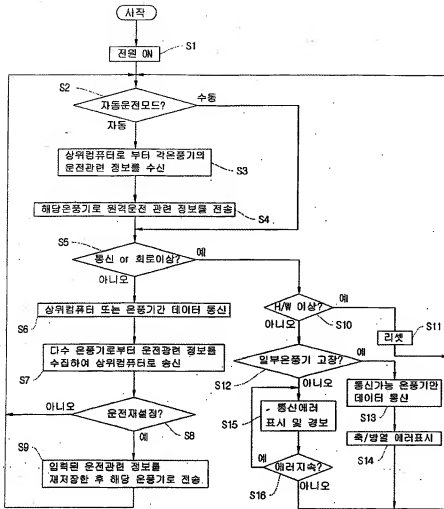 시작
전원 ON
S1
S2
자동운전모드?
수동
자동
상위컴퓨터로 부터 각온풍기의
운전관련 정보를 수신
S3
해당온풍기로 원격운전 관련 정보를 전송
S4
S5
통신 or 회로이상?
예
아니오
H/W 이상?
예
S10
아니오
리셋
S11
S6
상위컴퓨터 또는 온풍기간 데이터 통신
S7
다수 온풍기로부터 운전관련 정보를
수집하여 상위컴퓨터로 송신
일부온풍기 고장?
예
S12
아니오
통신가능 온풍기만
데이터 통신
S13
S15
통신에러
표시 및 경보
축/방열 에러표시
S14
아니오
운전재설정?
S8
예
S9
입력된 운전관련 정보를
재저장한 후 해당 온풍기로 전송
예
에러지속?
S16
아니오